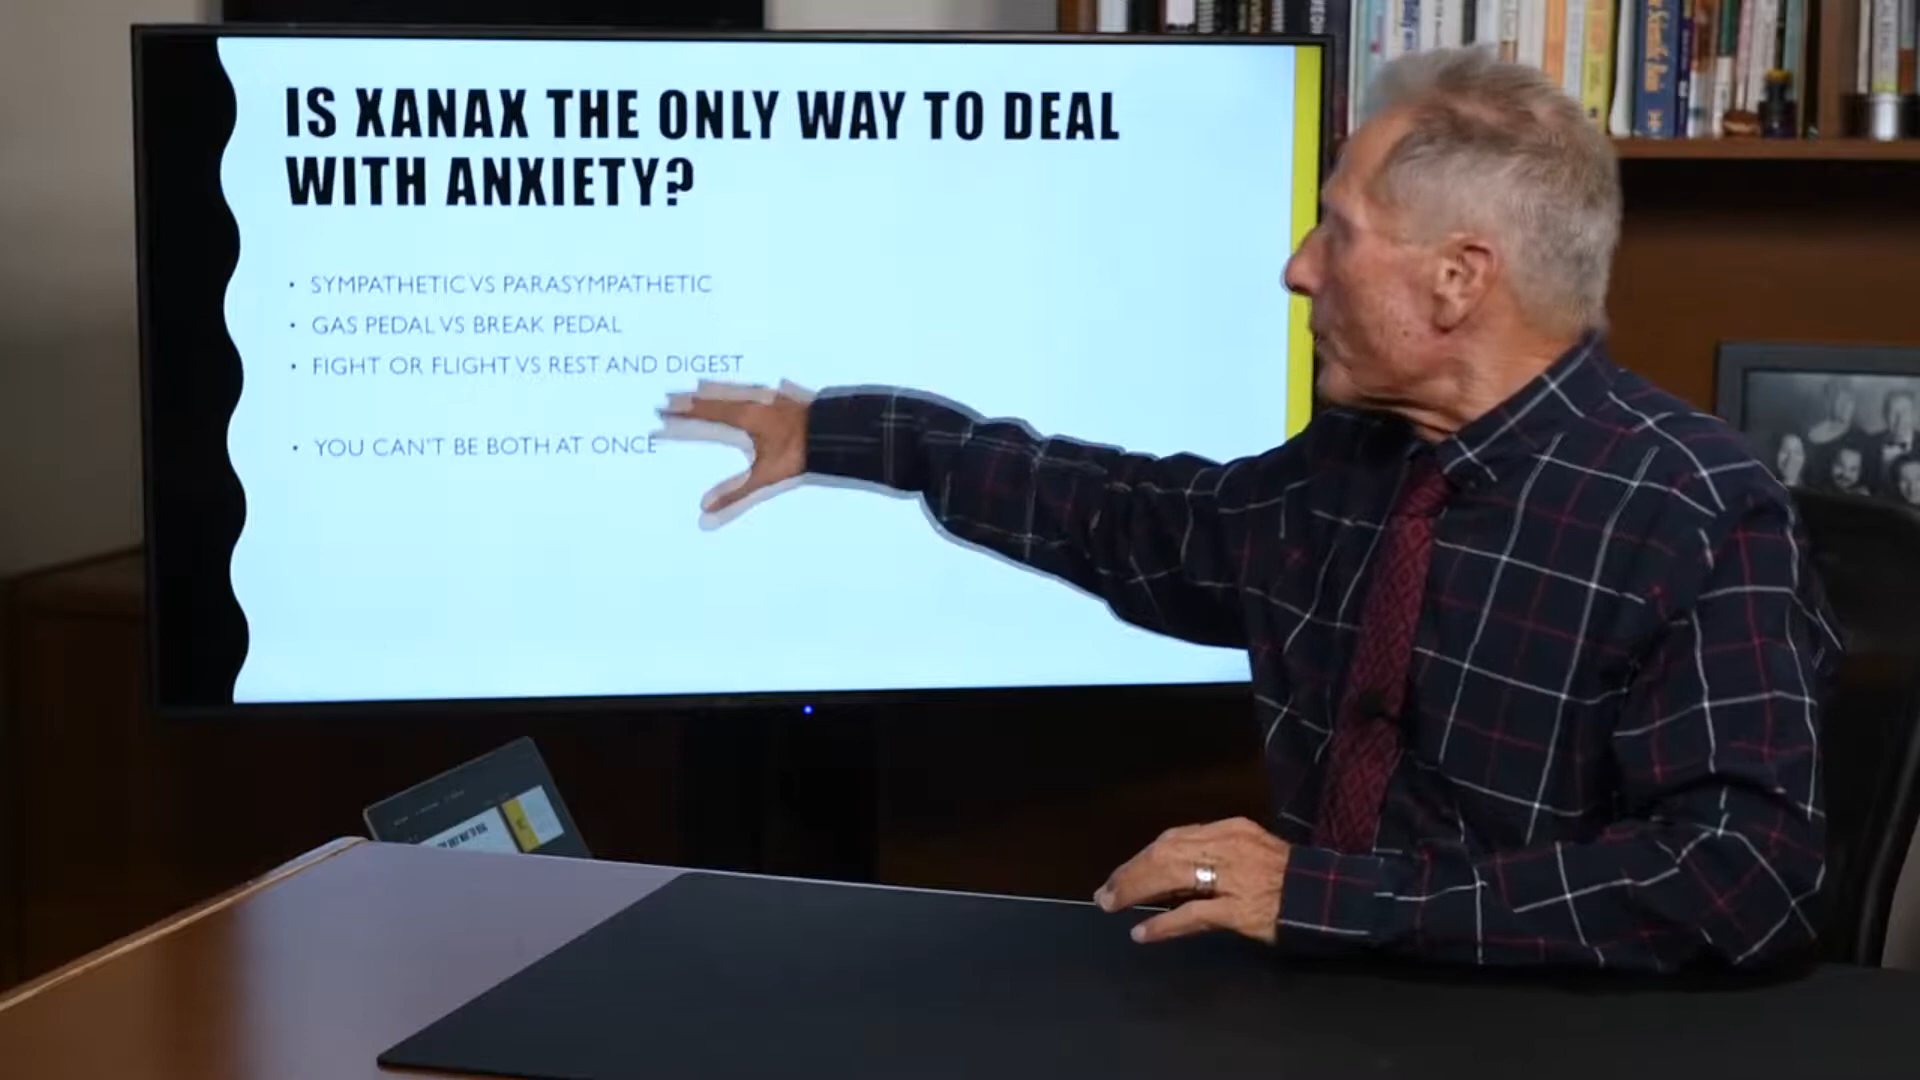 IS XANAX THE ONLY WAY TO DEAL
WITH ANXIETY?
• SYMPATHETIC VS PARASYMPATHETIC
• GAS PEDAL VS BREAK PEDAL
• FIGHT OR FLIGHT VS REST AND DIGEST
• YOU CAN'T BE BOTH AT ONCE